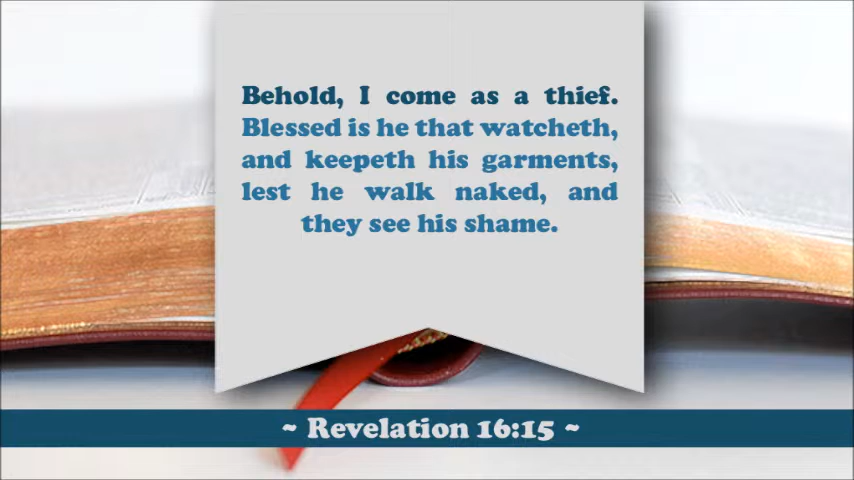 Behold, I come as a thief.
Blessed is he that watcheth,
and keepeth his garments,
lest he walk naked, and
they see his shame.
~ Revelation 16:15 ~